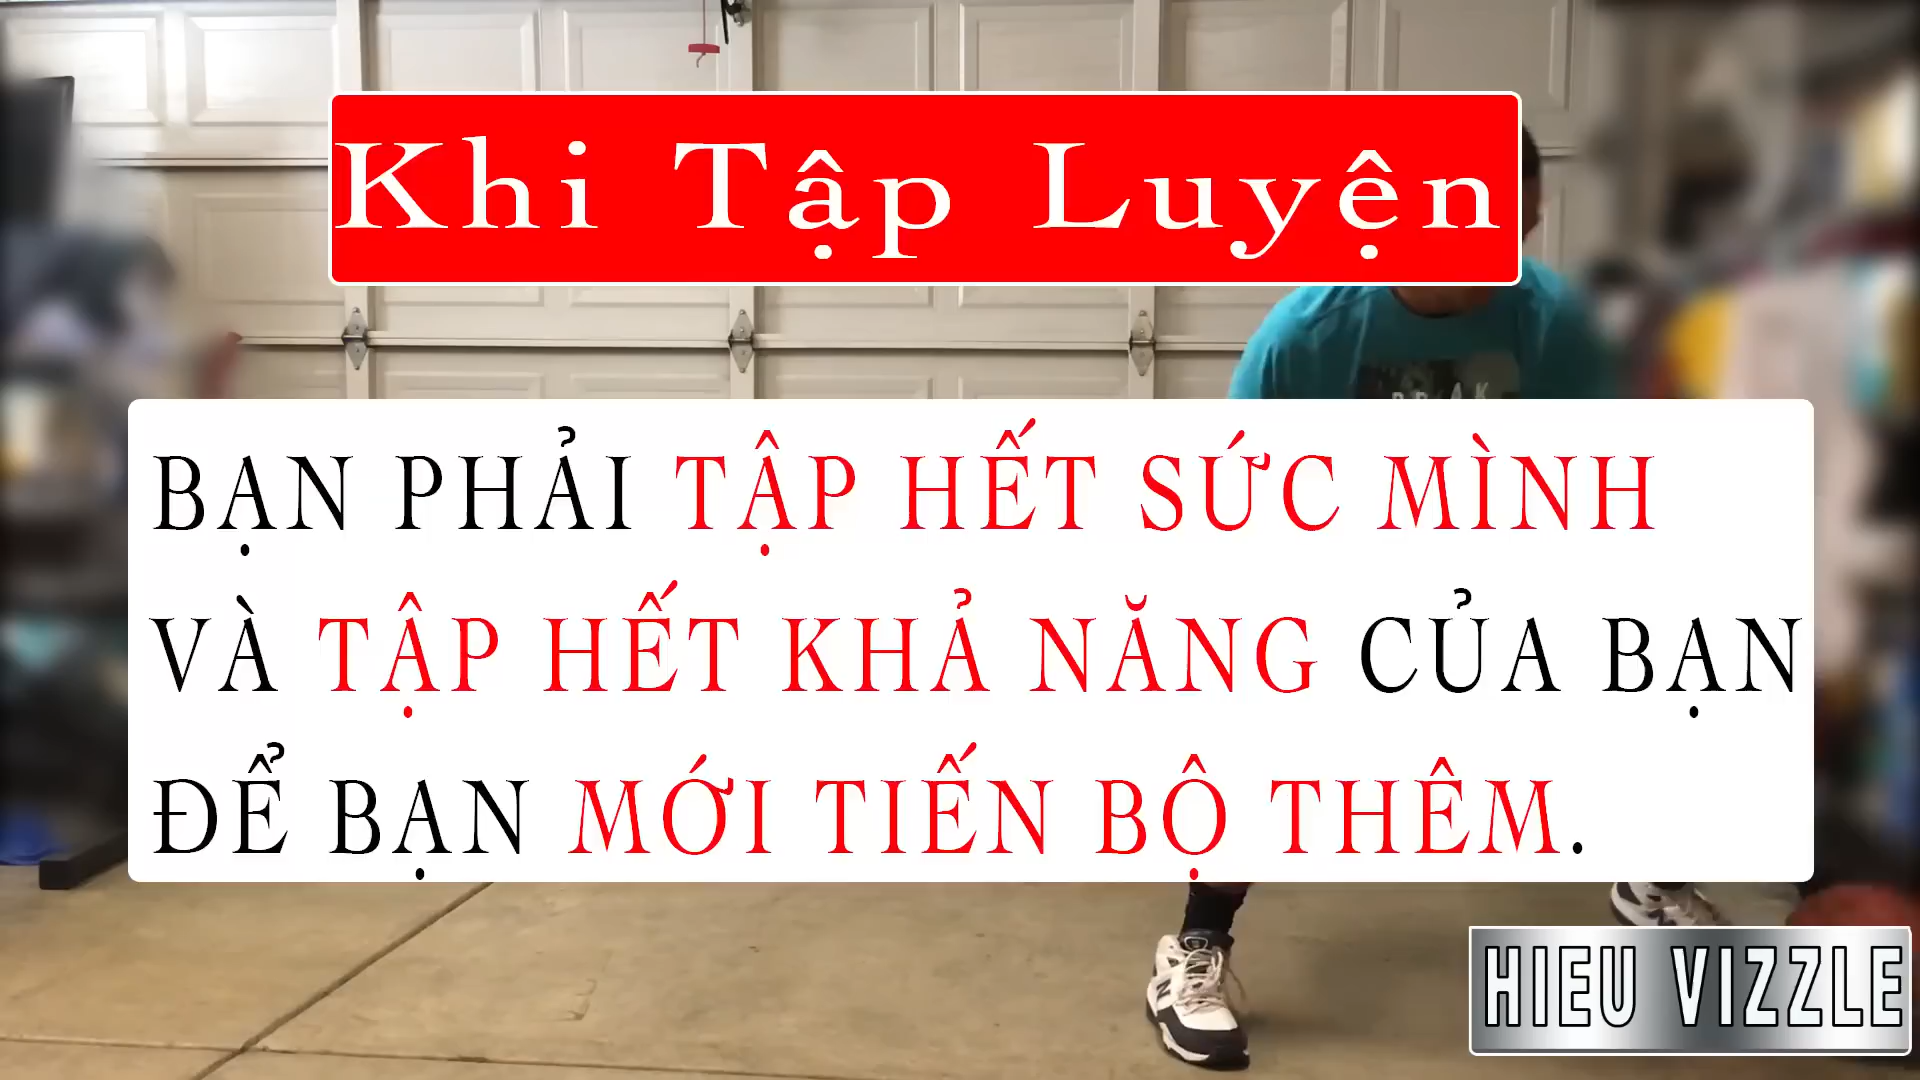 Khi Tập Luyện
BẠN PHẢI TẬP HẾT SỨC MÌNH
VÀ TẬP HẾT KHẢ NĂNG CỦA BẠN
ĐỂ BẠN MỚI TIẾN BỘ THÊM.
HIEU VIZZLE